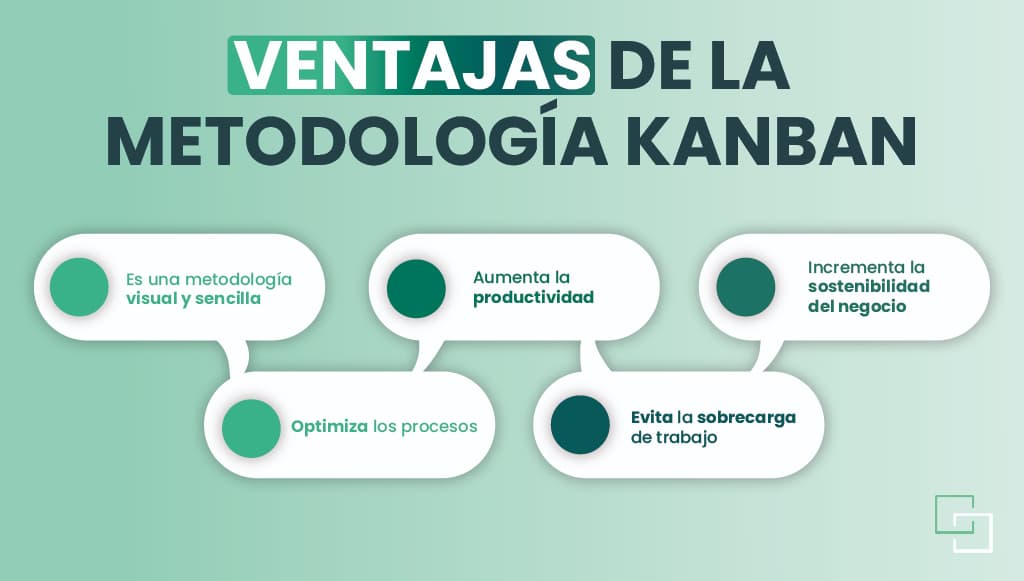 VENTAJAS DE LA
METODOLOGÍA KANBAN
Es una metodología
visual y sencilla
Optimiza los procesos
Aumenta la
productividad
Evita la sobrecarga
de trabajo
Incrementa la
sostenibilidad
del negocio